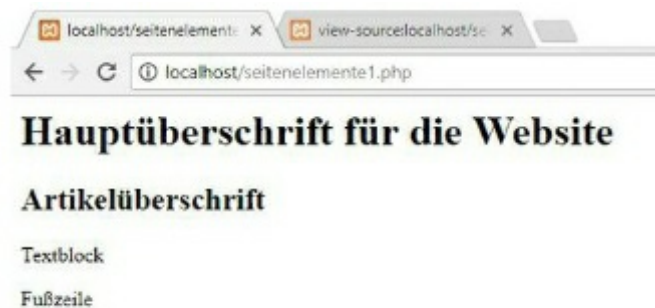 localhost/seitenelemente × view-source:localhost/se ×
localhost/seitenelemente1.php
Hauptüberschrift für die Website
Artikelüberschrift
Textblock
Fußzeile